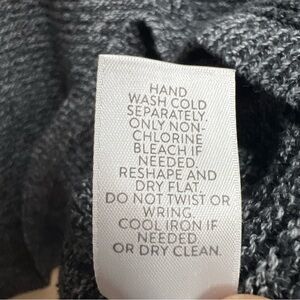 HAND
WASH COLD
SEPARATELY.
ONLY NON-
CHLORINE
BLEACH IF
NEEDED.
RESHAPE AND
DRY FLAT.
DO NOT TWIST OR
WRING.
COOL IRON IF
NEEDED
OR DRY CLEAN.